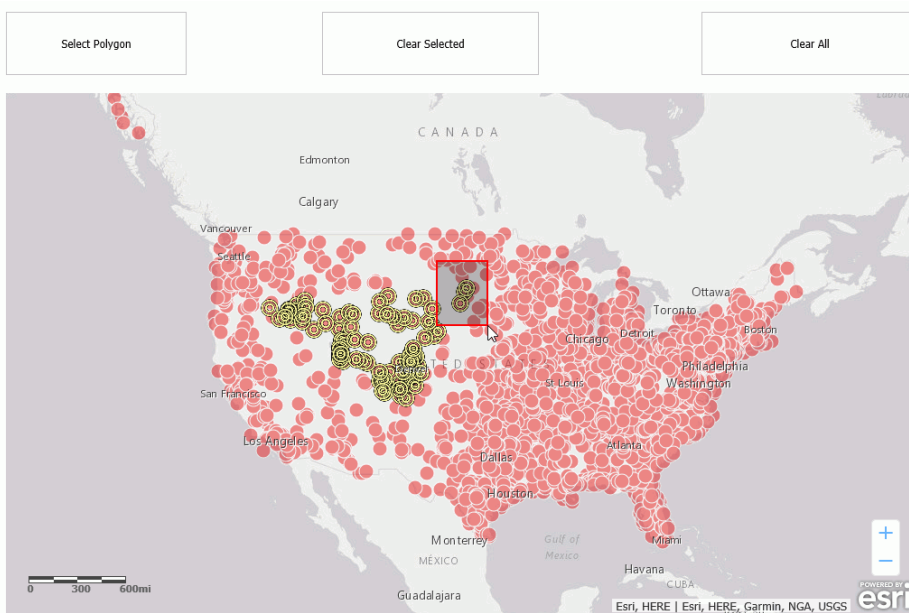 Select Polygon
Clear Selected
Clear All
CANADA
Edmonton
Calgary
Vancouver
Seattle
Ottawa
Toronto
Boston
Chicago
Detroit
Philadelphia
Washington
St Louis
San Francisco
Los Angeles
Atlanta
Dallas
Houston
Monterrey
Gulf of
Mexico
Miami
MÉXICO
Havana
CUBA
Guadalajara
0 300 600mi
+
−
POWERED BY
esri
Esri, HERE | Esri, HERE, Garmin, NGA, USGS